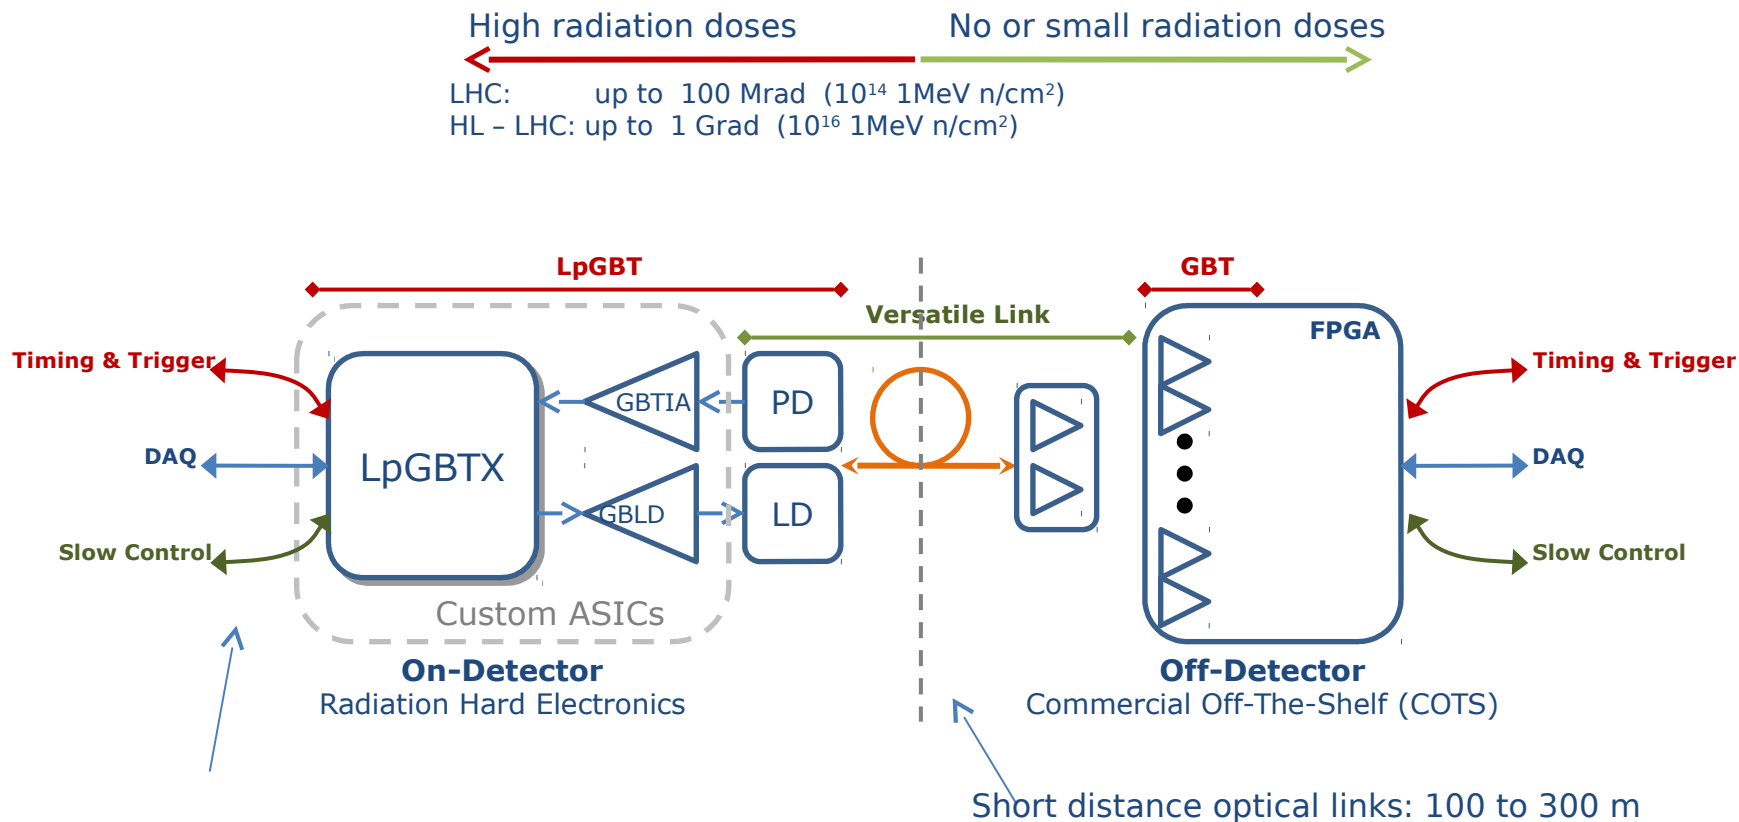 High radiation doses
No or small radiation doses
LHC: up to 100 Mrad (10¹⁴ 1MeV n/cm²)
HL – LHC: up to 1 Grad (10¹⁶ 1MeV n/cm²)
LpGBT
GBT
Versatile Link
FPGA
Timing & Trigger
Timing & Trigger
GBTIA
PD
DAQ
LpGBTX
DAQ
GBLD
LD
Slow Control
Slow Control
Custom ASICs
On-Detector
Radiation Hard Electronics
Off-Detector
Commercial Off-The-Shelf (COTS)
Short distance optical links: 100 to 300 m